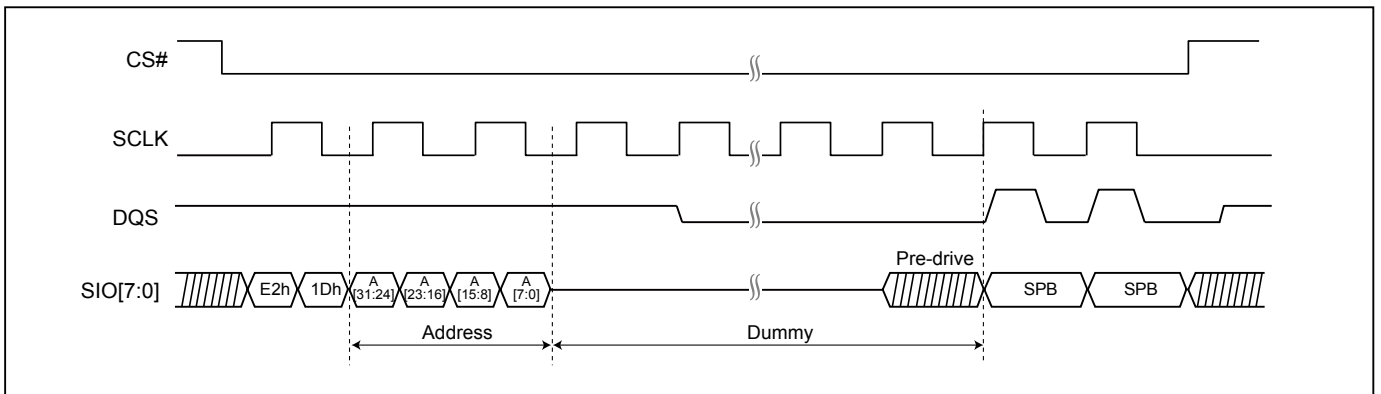 CS#
SCLK
DQS
Pre-drive
SIO[7:0]
E2h
1Dh
A
[31:24]
A
[23:16]
A
[15:8]
A
[7:0]
SPB
SPB
Address
Dummy